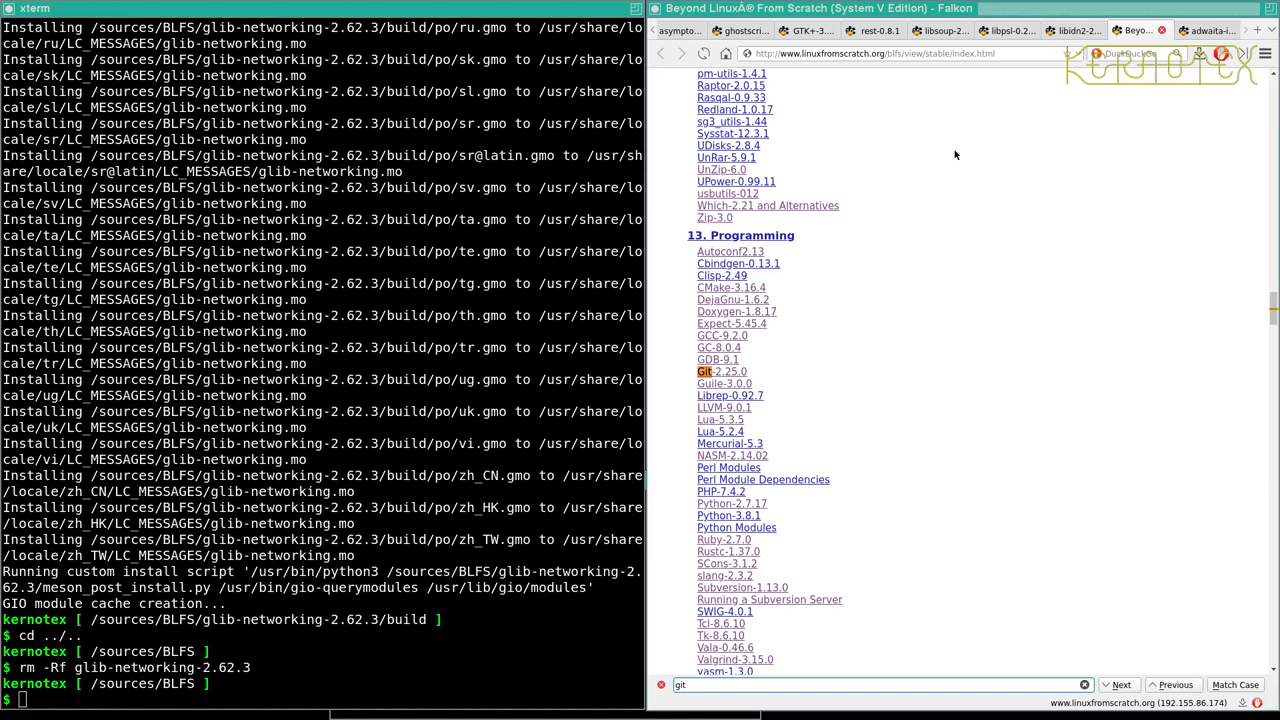 xterm
Installing /sources/BLFS/glib-networking-2.62.3/build/po/ru.gmo to /usr/share/lo
cale/ru/LC_MESSAGES/glib-networking.mo
Installing /sources/BLFS/glib-networking-2.62.3/build/po/sk.gmo to /usr/share/lo
cale/sk/LC_MESSAGES/glib-networking.mo
Installing /sources/BLFS/glib-networking-2.62.3/build/po/sl.gmo to /usr/share/lo
cale/sl/LC_MESSAGES/glib-networking.mo
Installing /sources/BLFS/glib-networking-2.62.3/build/po/sr.gmo to /usr/share/lo
cale/sr/LC_MESSAGES/glib-networking.mo
Installing /sources/BLFS/glib-networking-2.62.3/build/po/sr@latin.gmo to /usr/sh
are/locale/sr@latin/LC_MESSAGES/glib-networking.mo
Installing /sources/BLFS/glib-networking-2.62.3/build/po/sv.gmo to /usr/share/lo
cale/sv/LC_MESSAGES/glib-networking.mo
Installing /sources/BLFS/glib-networking-2.62.3/build/po/ta.gmo to /usr/share/lo
cale/ta/LC_MESSAGES/glib-networking.mo
Installing /sources/BLFS/glib-networking-2.62.3/build/po/te.gmo to /usr/share/lo
cale/te/LC_MESSAGES/glib-networking.mo
Installing /sources/BLFS/glib-networking-2.62.3/build/po/tg.gmo to /usr/share/lo
cale/tg/LC_MESSAGES/glib-networking.mo
Installing /sources/BLFS/glib-networking-2.62.3/build/po/th.gmo to /usr/share/lo
cale/th/LC_MESSAGES/glib-networking.mo
Installing /sources/BLFS/glib-networking-2.62.3/build/po/tr.gmo to /usr/share/lo
cale/tr/LC_MESSAGES/glib-networking.mo
Installing /sources/BLFS/glib-networking-2.62.3/build/po/ug.gmo to /usr/share/lo
cale/ug/LC_MESSAGES/glib-networking.mo
Installing /sources/BLFS/glib-networking-2.62.3/build/po/uk.gmo to /usr/share/lo
cale/uk/LC_MESSAGES/glib-networking.mo
Installing /sources/BLFS/glib-networking-2.62.3/build/po/vi.gmo to /usr/share/lo
cale/vi/LC_MESSAGES/glib-networking.mo
Installing /sources/BLFS/glib-networking-2.62.3/build/po/zh_CN.gmo to /usr/share
/locale/zh_CN/LC_MESSAGES/glib-networking.mo
Installing /sources/BLFS/glib-networking-2.62.3/build/po/zh_HK.gmo to /usr/share
/locale/zh_HK/LC_MESSAGES/glib-networking.mo
Installing /sources/BLFS/glib-networking-2.62.3/build/po/zh_TW.gmo to /usr/share
/locale/zh_TW/LC_MESSAGES/glib-networking.mo
Running custom install script '/usr/bin/python3 /sources/BLFS/glib-networking-2.
62.3/meson_post_install.py /usr/bin/gio-querymodules /usr/lib/gio/modules'
GIO module cache creation...
kernotex [ /sources/BLFS/glib-networking-2.62.3/build ]
$ cd ../..
kernotex [ /sources/BLFS ]
$ rm -Rf glib-networking-2.62.3
kernotex [ /sources/BLFS ]
$
Beyond LinuxÂ® From Scratch (System V Edition) - Falkon
asympto... ghostscri... GTK+-3.... rest-0.8.1 libsoup-2... libpsl-0.2... libidn2-2... Beyo... adwaita-i...
http://www.linuxfromscratch.org/blfs/view/stable/index.html DuckDuckGo
KERNOTEX
pm-utils-1.4.1
Raptor-2.0.15
Rasqal-0.9.33
Redland-1.0.17
sg3_utils-1.44
Sysstat-12.3.1
UDisks-2.8.4
UnRar-5.9.1
UnZip-6.0
UPower-0.99.11
usbutils-012
Which-2.21 and Alternatives
Zip-3.0
13. Programming
Autoconf2.13
Cbindgen-0.13.1
Clisp-2.49
CMake-3.16.4
DejaGnu-1.6.2
Doxygen-1.8.17
Expect-5.45.4
GCC-9.2.0
GC-8.0.4
GDB-9.1
Git-2.25.0
Guile-3.0.0
Librep-0.92.7
LLVM-9.0.1
Lua-5.3.5
Lua-5.2.4
Mercurial-5.3
NASM-2.14.02
Perl Modules
Perl Module Dependencies
PHP-7.4.2
Python-2.7.17
Python-3.8.1
Python Modules
Ruby-2.7.0
Rustc-1.37.0
SCons-3.1.2
slang-2.3.2
Subversion-1.13.0
Running a Subversion Server
SWIG-4.0.1
Tcl-8.6.10
Tk-8.6.10
Vala-0.46.6
Valgrind-3.15.0
yasm-1.3.0
git Next Previous Match Case
www.linuxfromscratch.org (192.155.86.174)